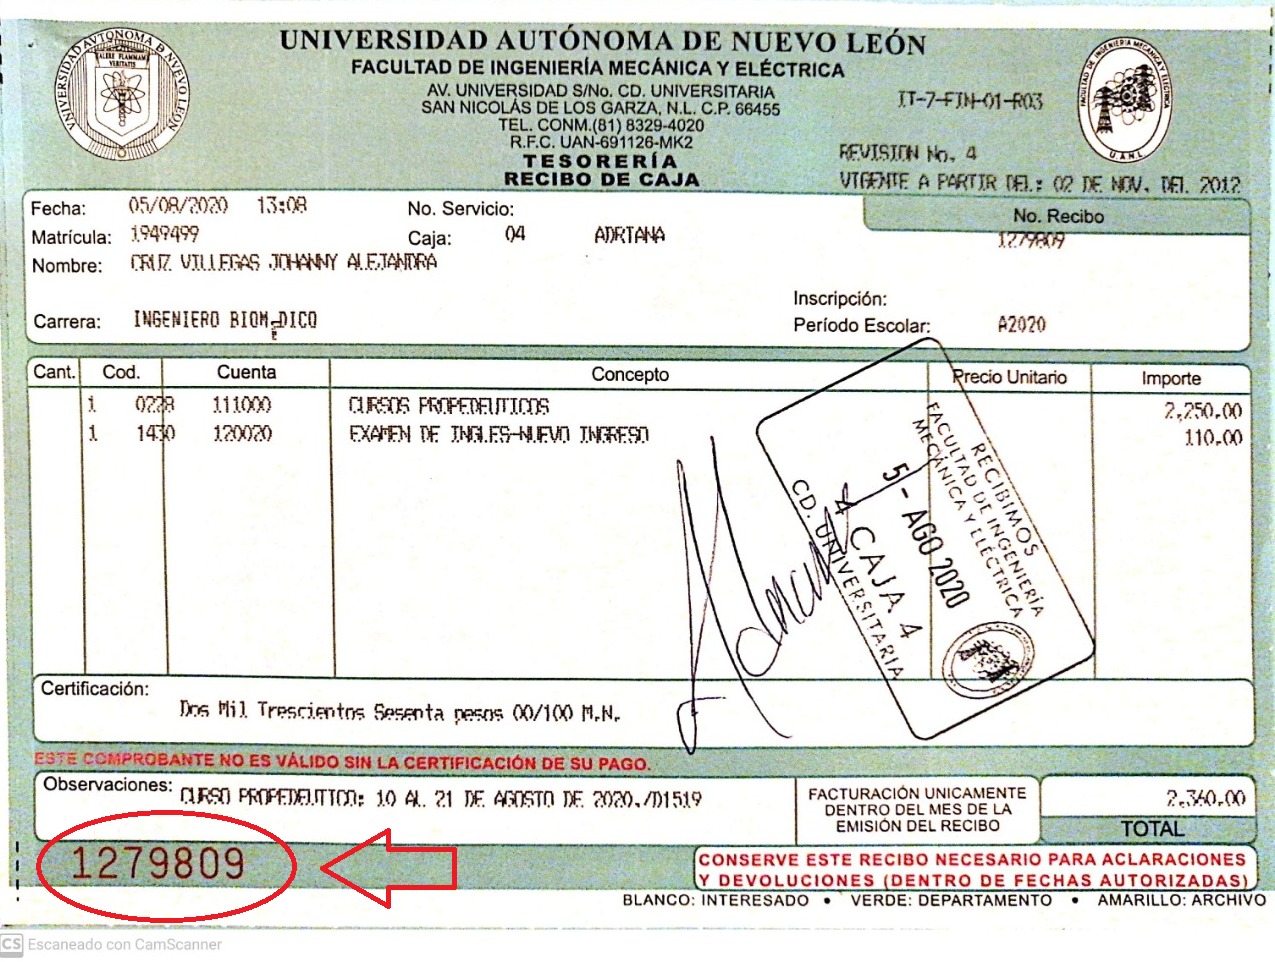 UNIVERSIDAD AUTÓNOMA DE NUEVO LEÓN
FACULTAD DE INGENIERÍA MECÁNICA Y ELÉCTRICA
AV. UNIVERSIDAD S/No. CD. UNIVERSITARIA
SAN NICOLÁS DE LOS GARZA, N.L. C.P. 66455
TEL. CONM.(81) 8329-4020
R.F.C. UAN-691126-MK2
TESORERÍA
RECIBO DE CAJA
IT-7-FIN-01-R03
REVISION No. 4
VIGENTE A PARTIR DEL: 02 DE NOV. DEL 2012
UNIVERSIDAD AUTONOMA DE NUEVO LEÓN
ALERE FLAMMAM
VERITATIS
FACULTAD DE INGENIERIA MECANICA Y ELECTRICA
U.A.N.L.
Fecha: 05/08/2020 13:08 No. Servicio:
No. Recibo
Matrícula: 1949499 Caja: 04 ADRIANA 1279809
Nombre: CRUZ VILLEGAS JOHANNY ALEJANDRA
Inscripción:
Carrera: INGENIERO BIOMEDICO Período Escolar: A2020
Cant. Cod. Cuenta Concepto Precio Unitario Importe
1 0228 111000 CURSOS PROPEDEUTICOS 2,250.00
1 1430 120020 EXAMEN DE INGLES-NUEVO INGRESO 110.00
RECIBIMOS
FACULTAD DE INGENIERÍA
MECÁNICA Y ELÉCTRICA
5 - AGO 2020
4 CAJA 4
CD. UNIVERSITARIA
Certificación:
Dos Mil Trescientos Sesenta pesos 00/100 M.N.
ESTE COMPROBANTE NO ES VÁLIDO SIN LA CERTIFICACIÓN DE SU PAGO.
Observaciones: CURSO PROPEDEUTICO: 10 AL 21 DE AGOSTO DE 2020./D1519
FACTURACIÓN UNICAMENTE
DENTRO DEL MES DE LA
EMISIÓN DEL RECIBO
2,360.00
TOTAL
1279809
CONSERVE ESTE RECIBO NECESARIO PARA ACLARACIONES
Y DEVOLUCIONES (DENTRO DE FECHAS AUTORIZADAS)
BLANCO: INTERESADO • VERDE: DEPARTAMENTO • AMARILLO: ARCHIVO
CS Escaneado con CamScanner